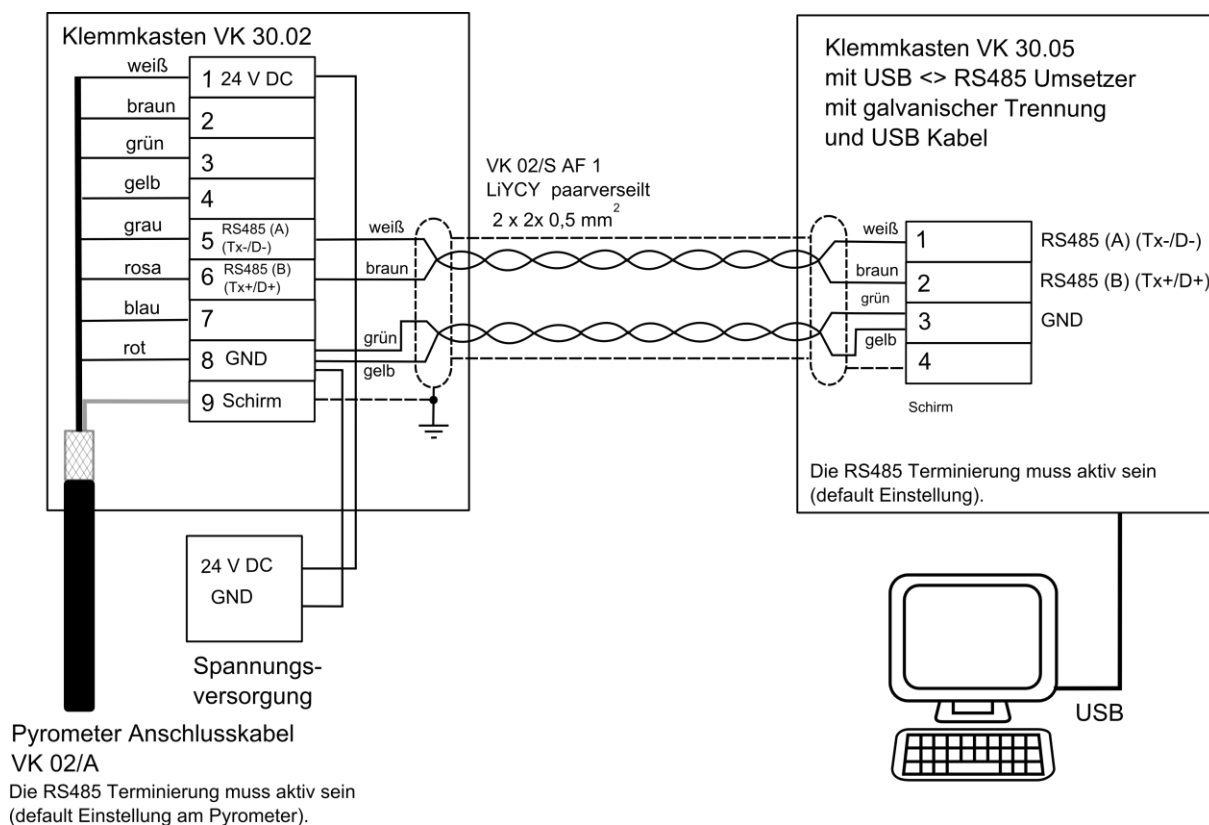 Klemmkasten VK 30.02
weiß
1 24 V DC
braun
2
grün
3
gelb
4
grau
5 RS485 (A)
(Tx-/D-)
rosa
6 RS485 (B)
(Tx+/D+)
blau
7
rot
8 GND
9 Schirm
weiß
braun
grün
gelb
VK 02/S AF 1
LiYCY paarverseilt
2 x 2x 0,5 mm²
Klemmkasten VK 30.05
mit USB <> RS485 Umsetzer
mit galvanischer Trennung
und USB Kabel
weiß
1
RS485 (A) (Tx-/D-)
braun
2
RS485 (B) (Tx+/D+)
grün
3
GND
gelb
4
Schirm
Die RS485 Terminierung muss aktiv sein
(default Einstellung).
24 V DC
GND
Spannungs-
versorgung
USB
Pyrometer Anschlusskabel
VK 02/A
Die RS485 Terminierung muss aktiv sein
(default Einstellung am Pyrometer).